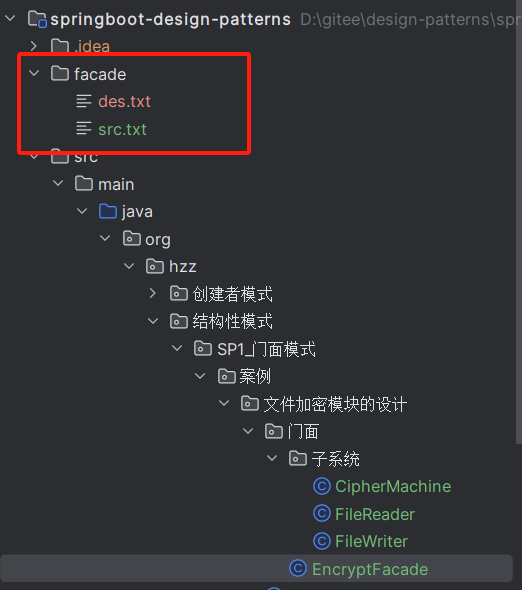 springboot-design-patterns D:\gitee\design-patterns\spr
.idea
facade
des.txt
src.txt
src
main
java
org
hzz
创建者模式
结构性模式
SP1_门面模式
案例
文件加密模块的设计
门面
子系统
CipherMachine
FileReader
FileWriter
EncryptFacade